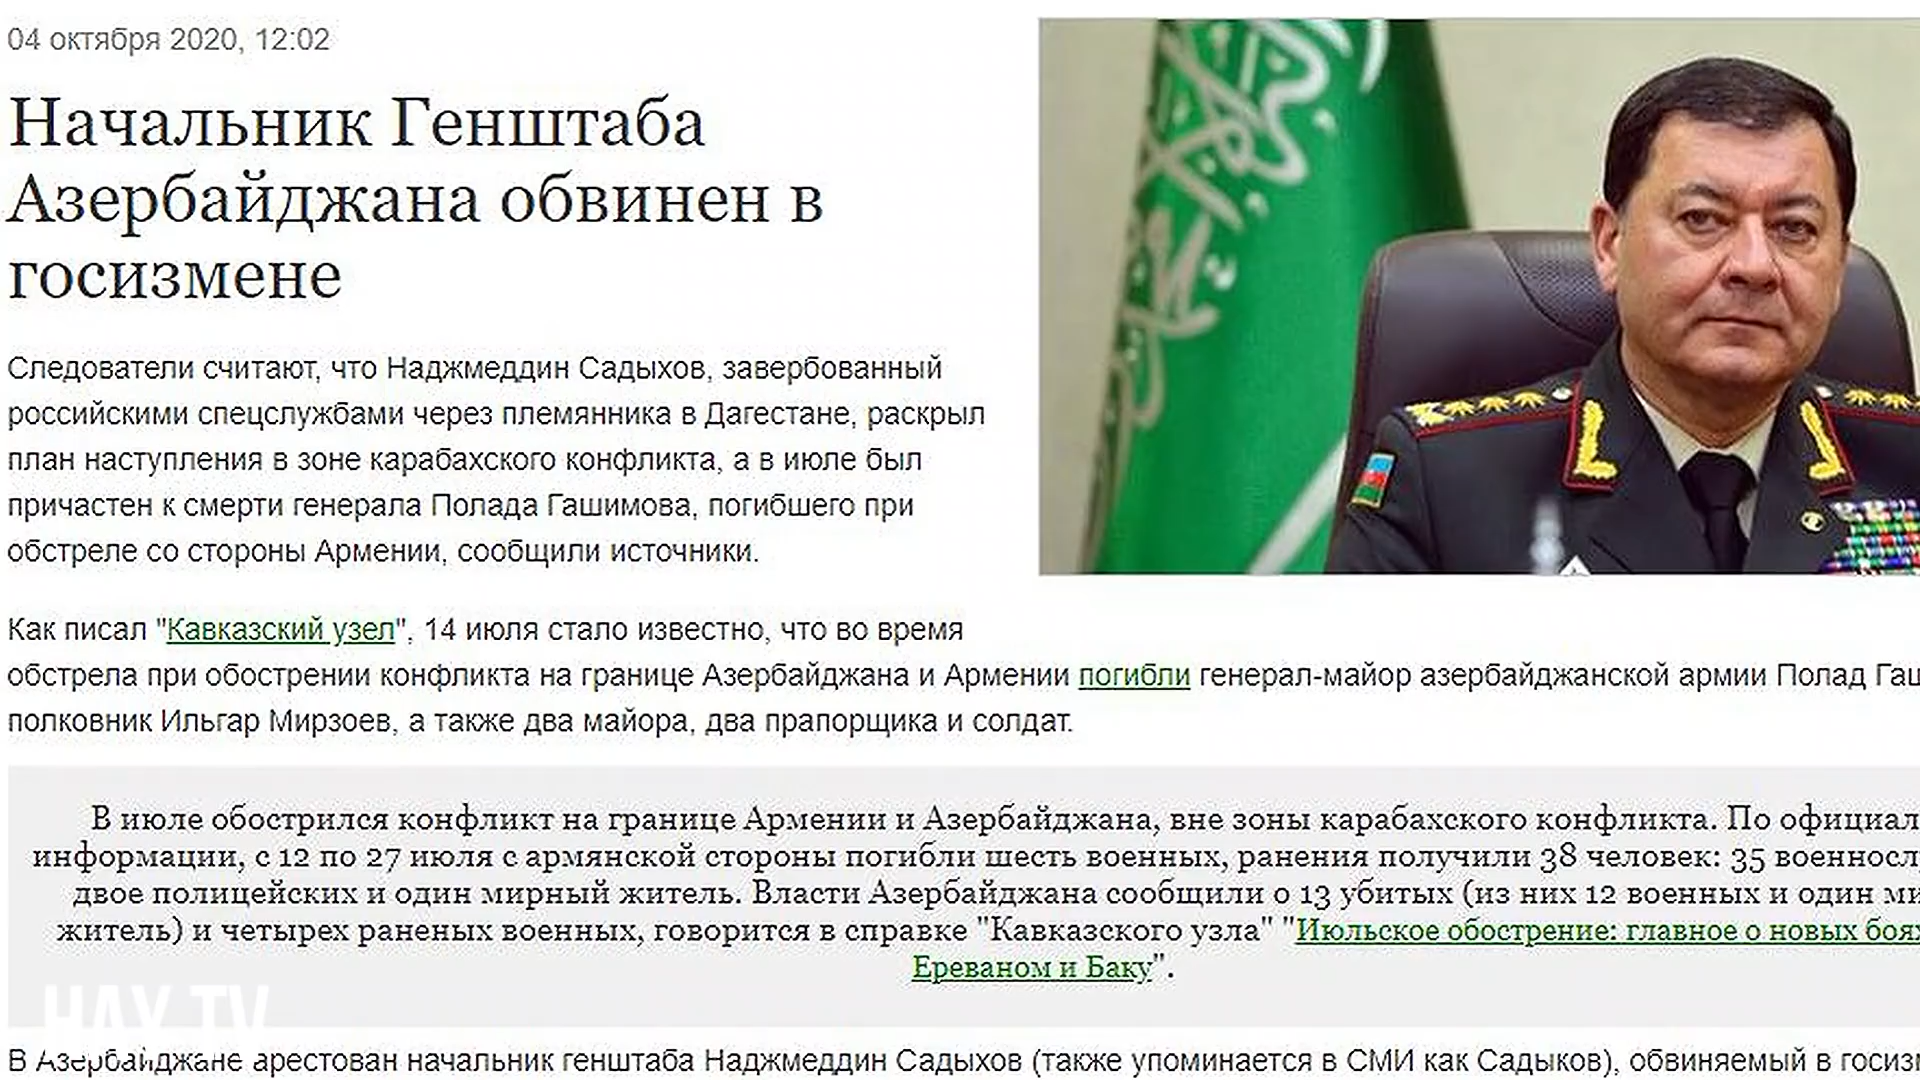 04 октября 2020, 12:02
Начальник Генштаба
Азербайджана обвинен в
госизмене
Следователи считают, что Наджмеддин Садыхов, завербованный
российскими спецслужбами через племянника в Дагестане, раскрыл
план наступления в зоне карабахского конфликта, а в июле был
причастен к смерти генерала Полада Гашимова, погибшего при
обстреле со стороны Армении, сообщили источники.
Как писал "Кавказский узел", 14 июля стало известно, что во время
обстрела при обострении конфликта на границе Азербайджана и Армении погибли генерал-майор азербайджанской армии Полад Гаш
полковник Ильгар Мирзоев, а также два майора, два прапорщика и солдат.
В июле обострился конфликт на границе Армении и Азербайджана, вне зоны карабахского конфликта. По официал
информации, с 12 по 27 июля с армянской стороны погибли шесть военных, ранения получили 38 человек: 35 военносл
двое полицейских и один мирный житель. Власти Азербайджана сообщили о 13 убитых (из них 12 военных и один ми
житель) и четырех раненых военных, говорится в справке "Кавказского узла" "Июльское обострение: главное о новых боях
Ереваном и Баку".
HAY TV
В Азербайджане арестован начальник генштаба Наджмеддин Садыхов (также упоминается в СМИ как Садыков), обвиняемый в госизм